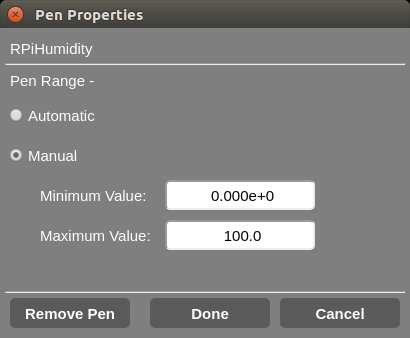 Pen Properties
RPiHumidity
Pen Range -
Automatic
Manual
Minimum Value: 0.000e+0
Maximum Value: 100.0
Remove Pen Done Cancel